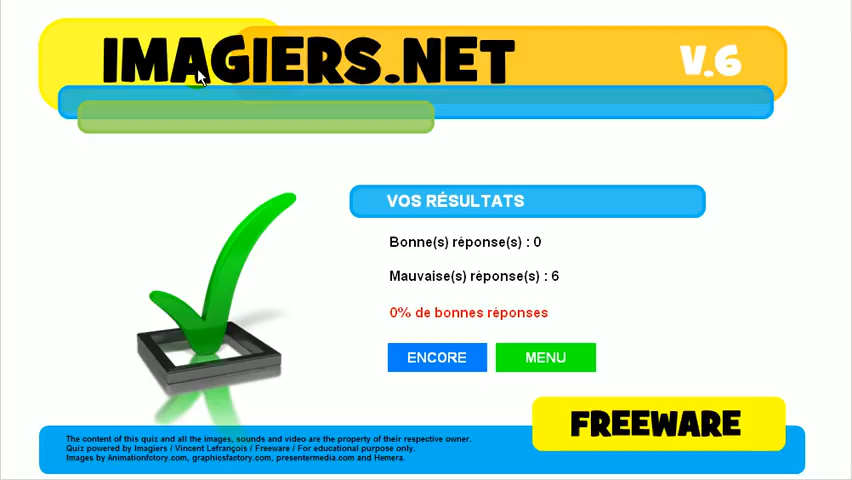 IMAGIERS.NET
V.6
VOS RÉSULTATS
Bonne(s) réponse(s) : 0
Mauvaise(s) réponse(s) : 6
0% de bonnes réponses
ENCORE
MENU
FREEWARE
The content of this quiz and all the images, sounds and video are the property of their respective owner.
Quiz powered by Imagiers / Vincent Lefrançois / Freeware / For educational purpose only.
Images by Animationfctory.com, graphicsfactory.com, presentermedia.com and Hemera.